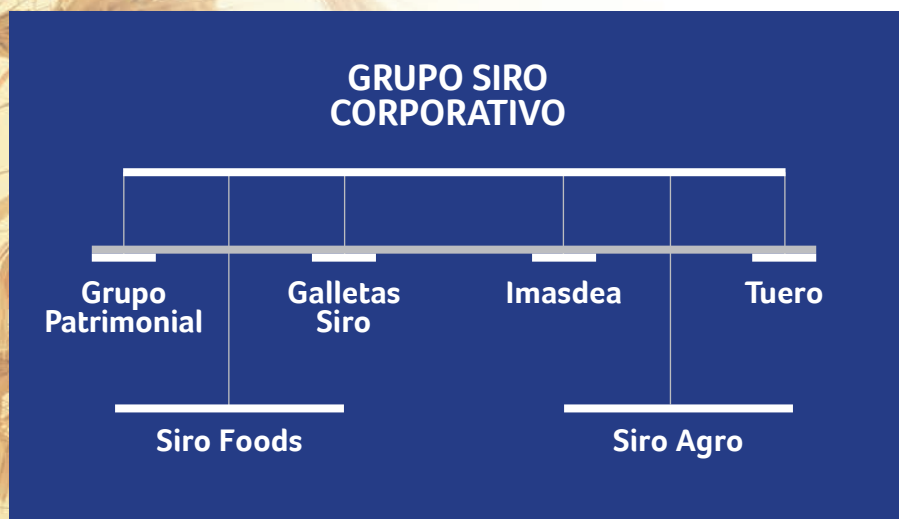 GRUPO SIRO
CORPORATIVO
Grupo
Patrimonial
Galletas
Siro
Imasdea
Tuero
Siro Foods
Siro Agro